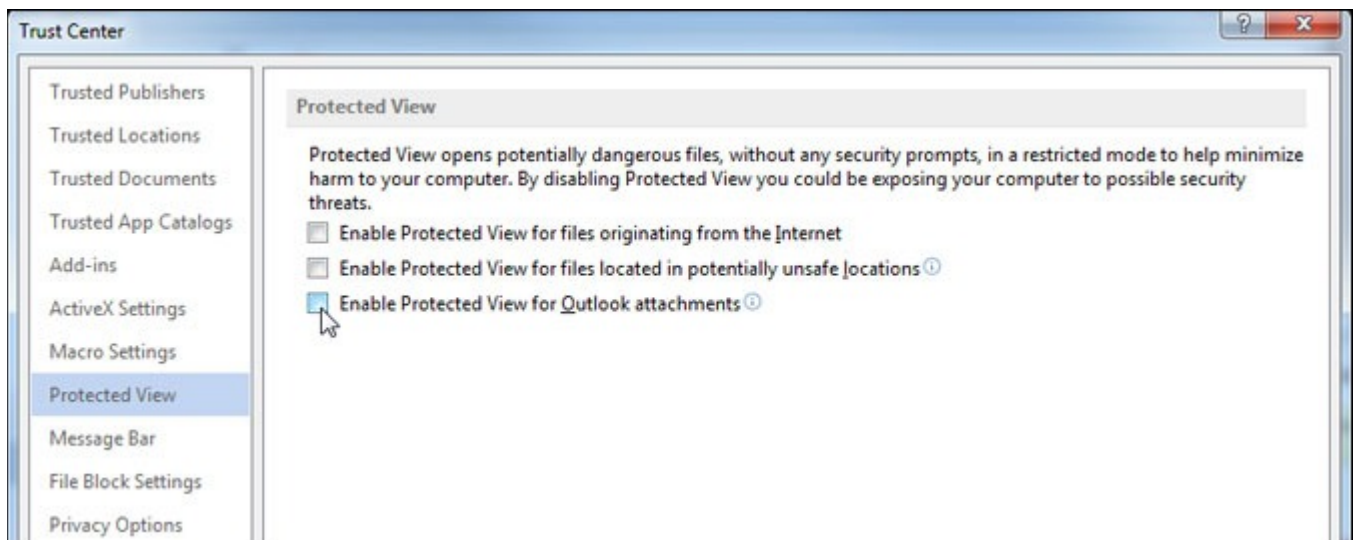 Trust Center
?
Trusted Publishers
Trusted Locations
Trusted Documents
Trusted App Catalogs
Add-ins
ActiveX Settings
Macro Settings
Protected View
Message Bar
File Block Settings
Privacy Options
Protected View
Protected View opens potentially dangerous files, without any security prompts, in a restricted mode to help minimize
harm to your computer. By disabling Protected View you could be exposing your computer to possible security
threats.
Enable Protected View for files originating from the Internet
Enable Protected View for files located in potentially unsafe locations
Enable Protected View for Outlook attachments